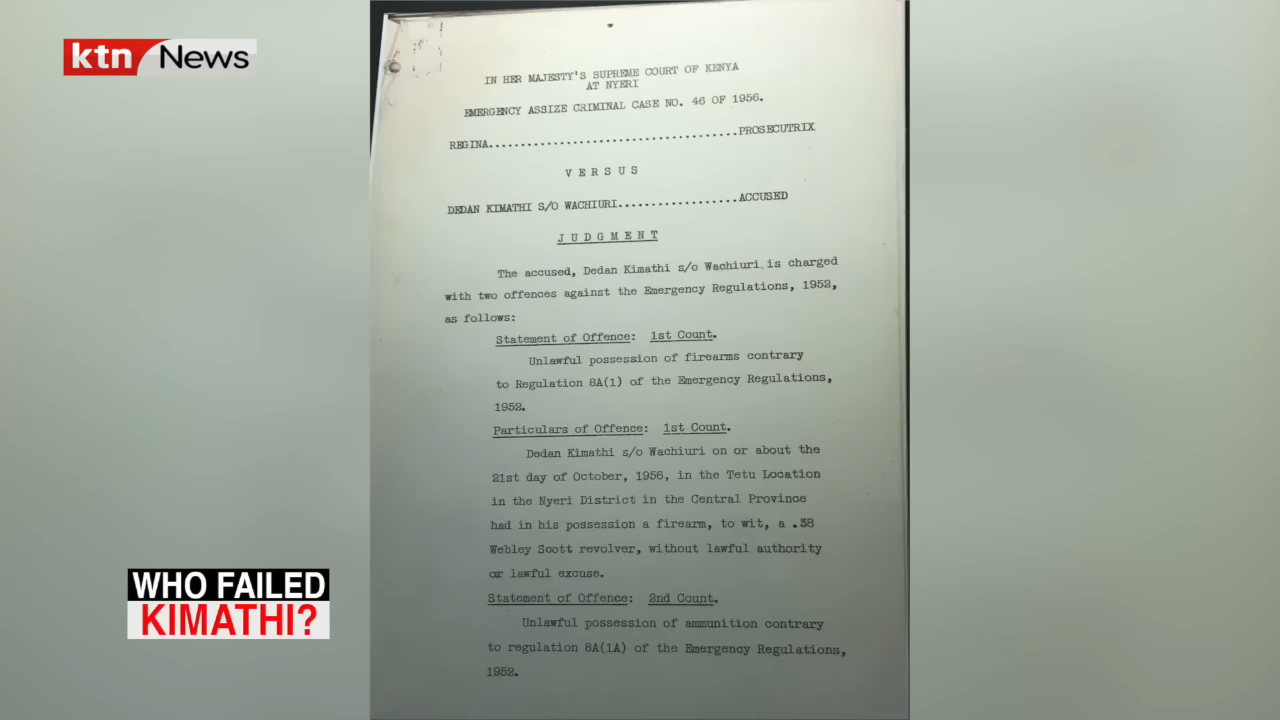 ktn News
IN HER MAJESTY'S SUPREME COURT OF KENYA
AT NYERI
EMERGENCY ASSIZE CRIMINAL CASE NO. 46 OF 1956.
REGINA.......................................PROSECUTRIX
V E R S U S
DEDAN KIMATHI S/O WACHIURI..................ACCUSED
J U D G M E N T
The accused, Dedan Kimathi s/o Wachiuri, is charged
with two offences against the Emergency Regulations, 1952,
as follows:
Statement of Offence: 1st Count.
Unlawful possession of firearms contrary
to Regulation 8A(1) of the Emergency Regulations,
1952.
Particulars of Offence: 1st Count.
Dedan Kimathi s/o Wachiuri on or about the
21st day of October, 1956, in the Tetu Location
in the Nyeri District in the Central Province
had in his possession a firearm, to wit, a .38
Webley Scott revolver, without lawful authority
or lawful excuse.
Statement of Offence: 2nd Count.
Unlawful possession of ammunition contrary
to regulation 8A(1A) of the Emergency Regulations,
1952.
WHO FAILED
KIMATHI?